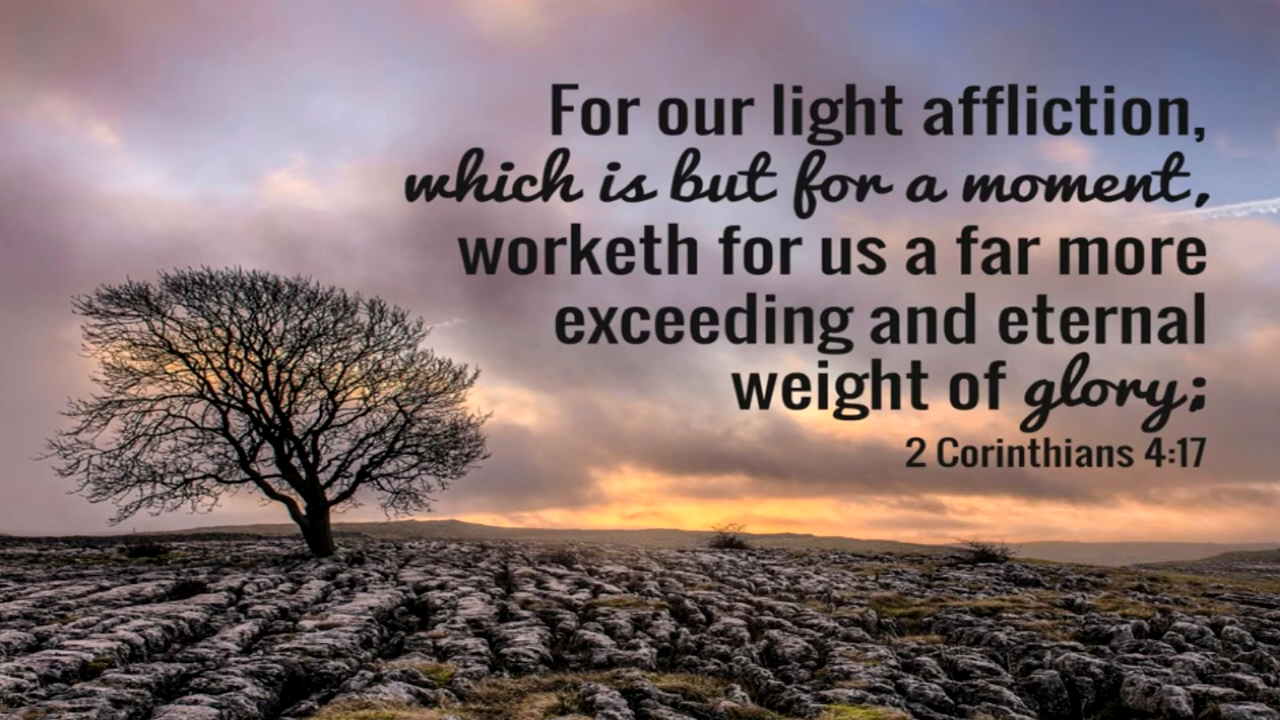 For our light affliction,
which is but for a moment,
worketh for us a far more
exceeding and eternal
weight of glory;
2 Corinthians 4:17